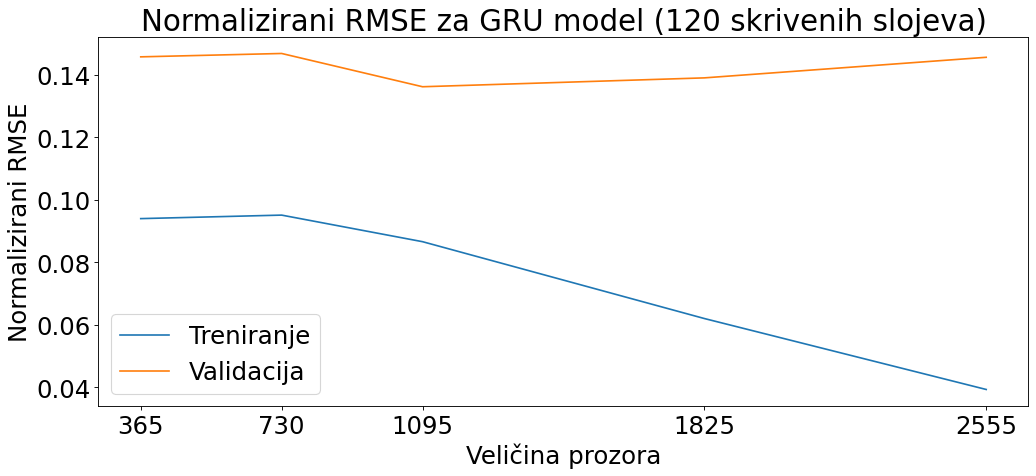 Normalizirani RMSE za GRU model (120 skrivenih slojeva)
Normalizirani RMSE
0.14
0.12
0.10
0.08
0.06
0.04
Treniranje
Validacija
365 730 1095 1825 2555
Veličina prozora